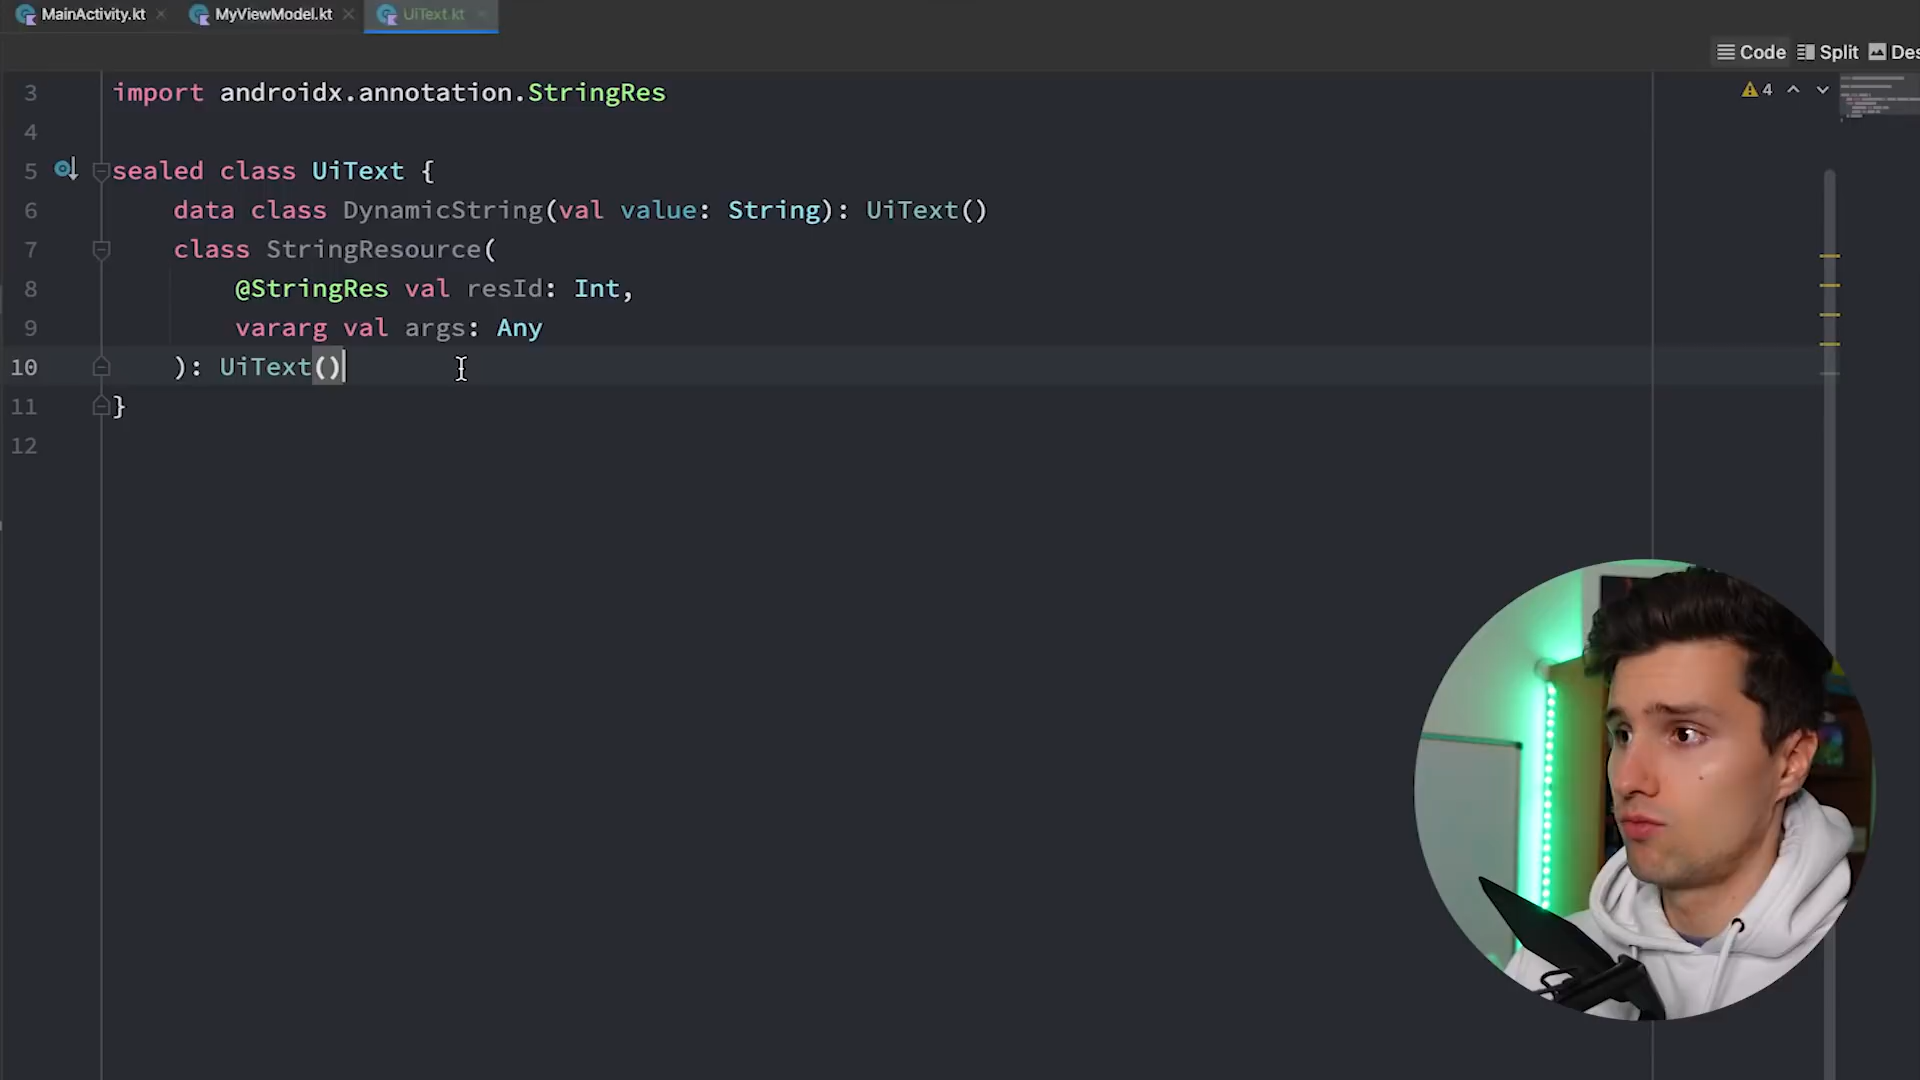 MainActivity.kt MyViewModel.kt UiText.kt
Code Split Des
3 import androidx.annotation.StringRes 4
4
5 sealed class UiText {
6 data class DynamicString(val value: String): UiText()
7 class StringResource(
8 @StringRes val resId: Int,
9 vararg val args: Any
10 ): UiText()
11 }
12